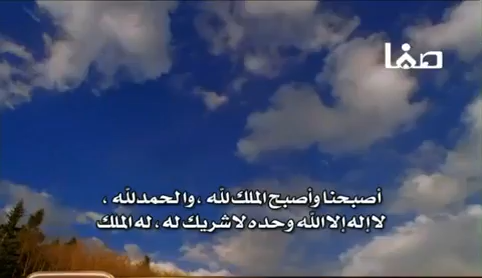 صفا
أصبحنا وأصبح الملك لله ، والحمد لله ،
لا إله إلا الله وحده لا شريك له ، له الملك